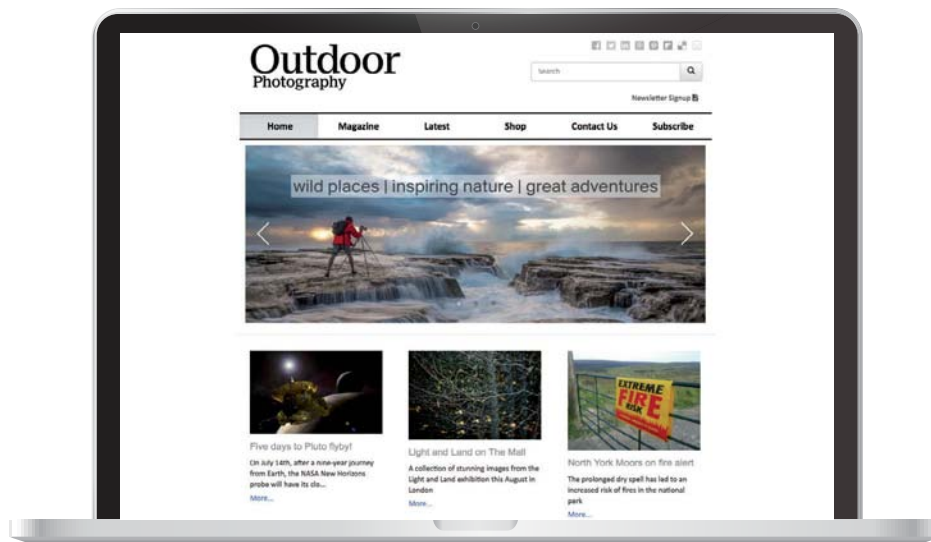 Outdoor
Photography
Search
Newsletter Signup
Home Magazine Latest Shop Contact Us Subscribe
wild places | inspiring nature | great adventures
EXTREME
FIRE
RISK
Five days to Pluto flyby!
On July 14th, after a nine-year journey
from Earth, the NASA New Horizons
probe will have its clo...
More...
Light and Land on The Mall
A collection of stunning images from the
Light and Land exhibition this August in
London
More...
North York Moors on fire alert
The prolonged dry spell has led to an
increased risk of fires in the national
park
More...